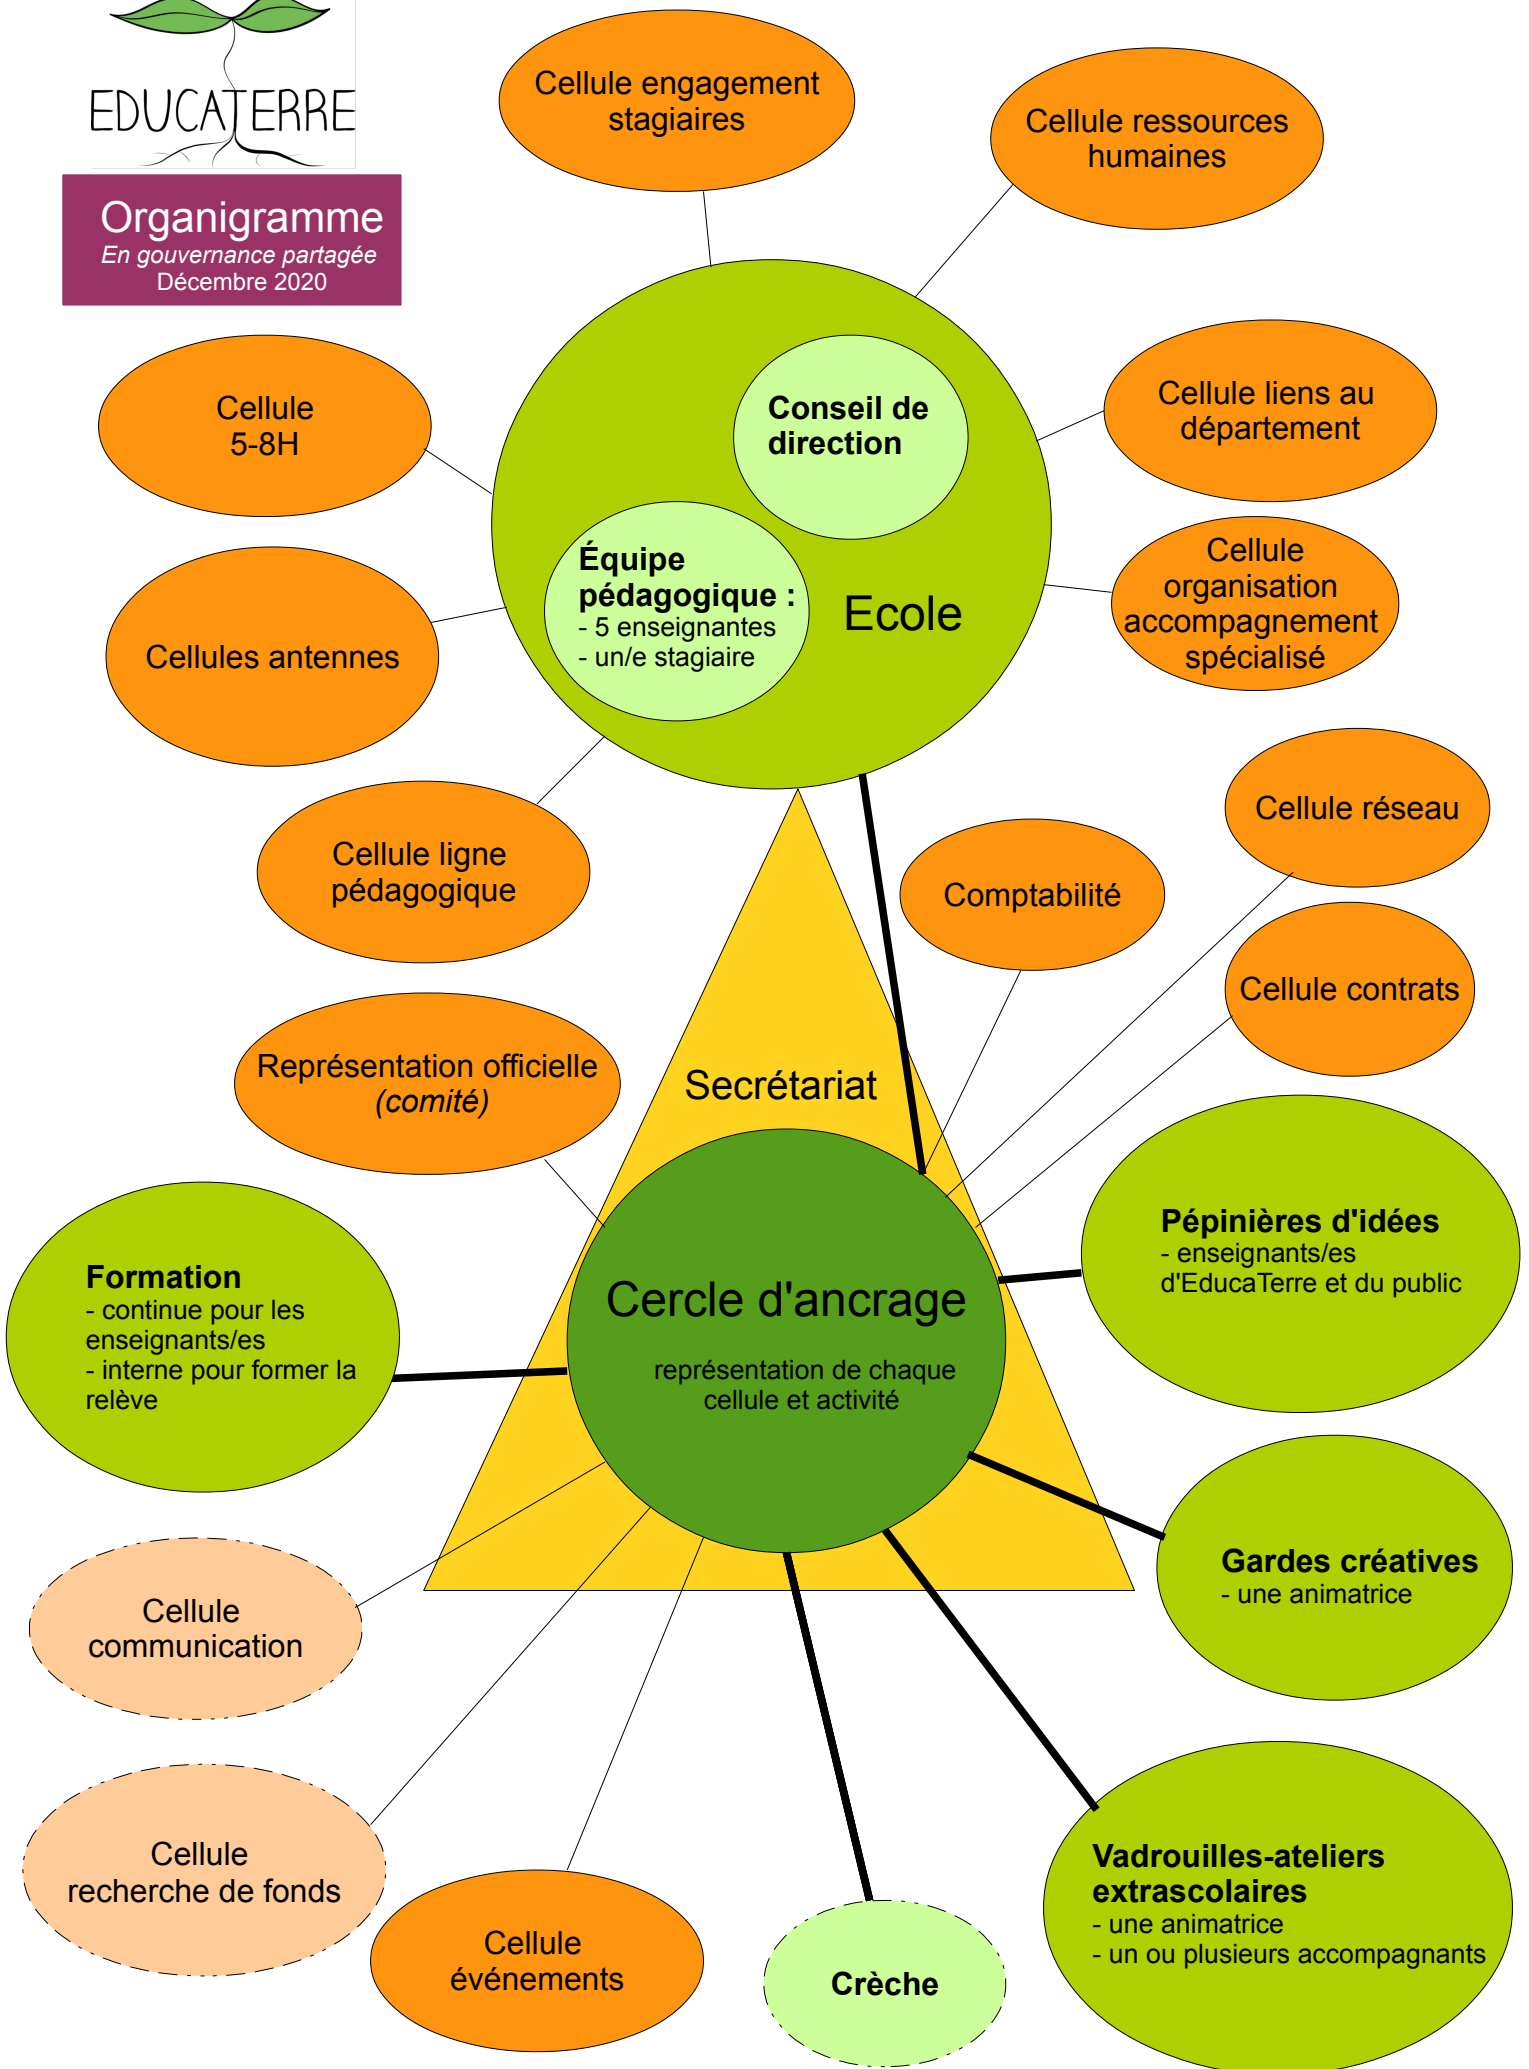 EDUCATERRE
Organigramme
En gouvernance partagée
Décembre 2020
Cellule engagement
stagiaires
Cellule ressources
humaines
Cellule
5-8H
Conseil de
direction
Cellule liens au
département
Équipe
pédagogique :
- 5 enseignantes
- un/e stagiaire
Ecole
Cellule
organisation
accompagnement
spécialisé
Cellules antennes
Cellule ligne
pédagogique
Cellule réseau
Comptabilité
Cellule contrats
Représentation officielle
(comité)
Secrétariat
Formation
- continue pour les
enseignants/es
- interne pour former la
relève
Cercle d'ancrage
représentation de chaque
cellule et activité
Pépinières d'idées
- enseignants/es
d'EducaTerre et du public
Gardes créatives
- une animatrice
Cellule
communication
Cellule
recherche de fonds
Cellule
événements
Crèche
Vadrouilles-ateliers
extrascolaires
- une animatrice
- un ou plusieurs accompagnants